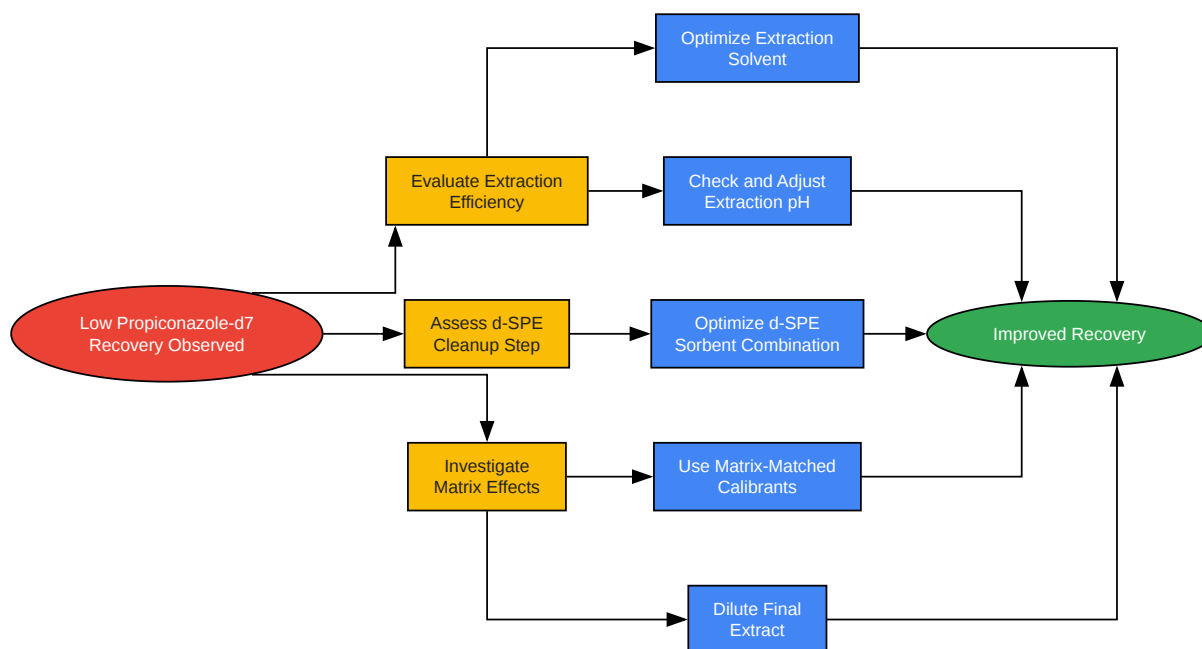 Optimize Extraction
Solvent
Evaluate Extraction
Efficiency
Check and Adjust
Extraction pH
Low Propiconazole-d7
Recovery Observed
Assess d-SPE
Cleanup Step
Optimize d-SPE
Sorbent Combination
Improved Recovery
Investigate
Matrix Effects
Use Matrix-Matched
Calibrants
Dilute Final
Extract